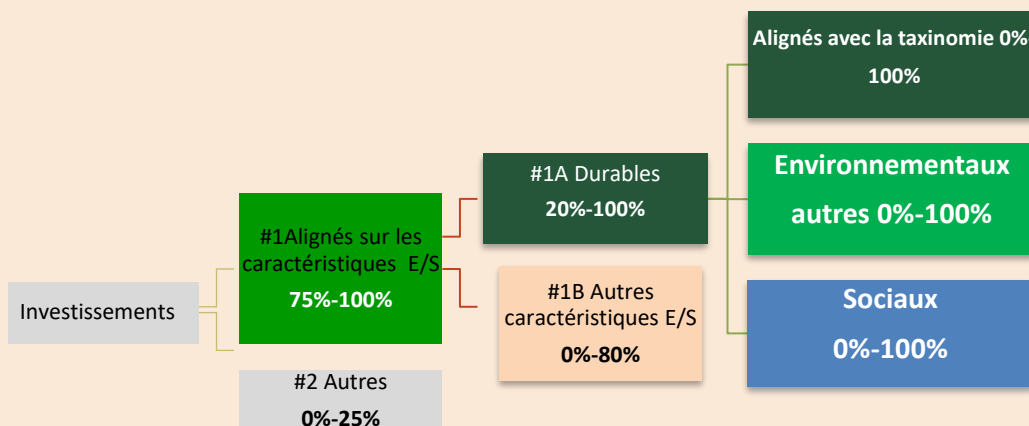 Investissements
#1Alignés sur les
caractéristiques E/S
75%-100%
#2 Autres
0%-25%
#1A Durables
20%-100%
#1B Autres
caractéristiques E/S
0%-80%
Alignés avec la taxinomie 0%-
100%
Environnementaux
autres 0%-100%
Sociaux
0%-100%